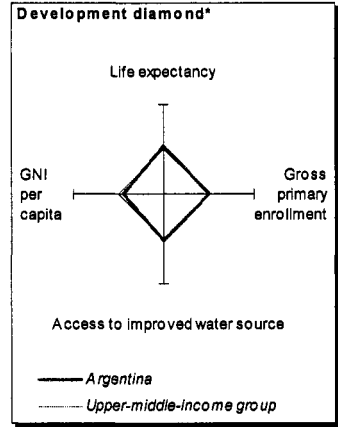 Development diamond*
Life expectancy
GNI
per
capita
Gross
primary
enrollment
Access to improved water source
Argentina
Upper-middle-income group